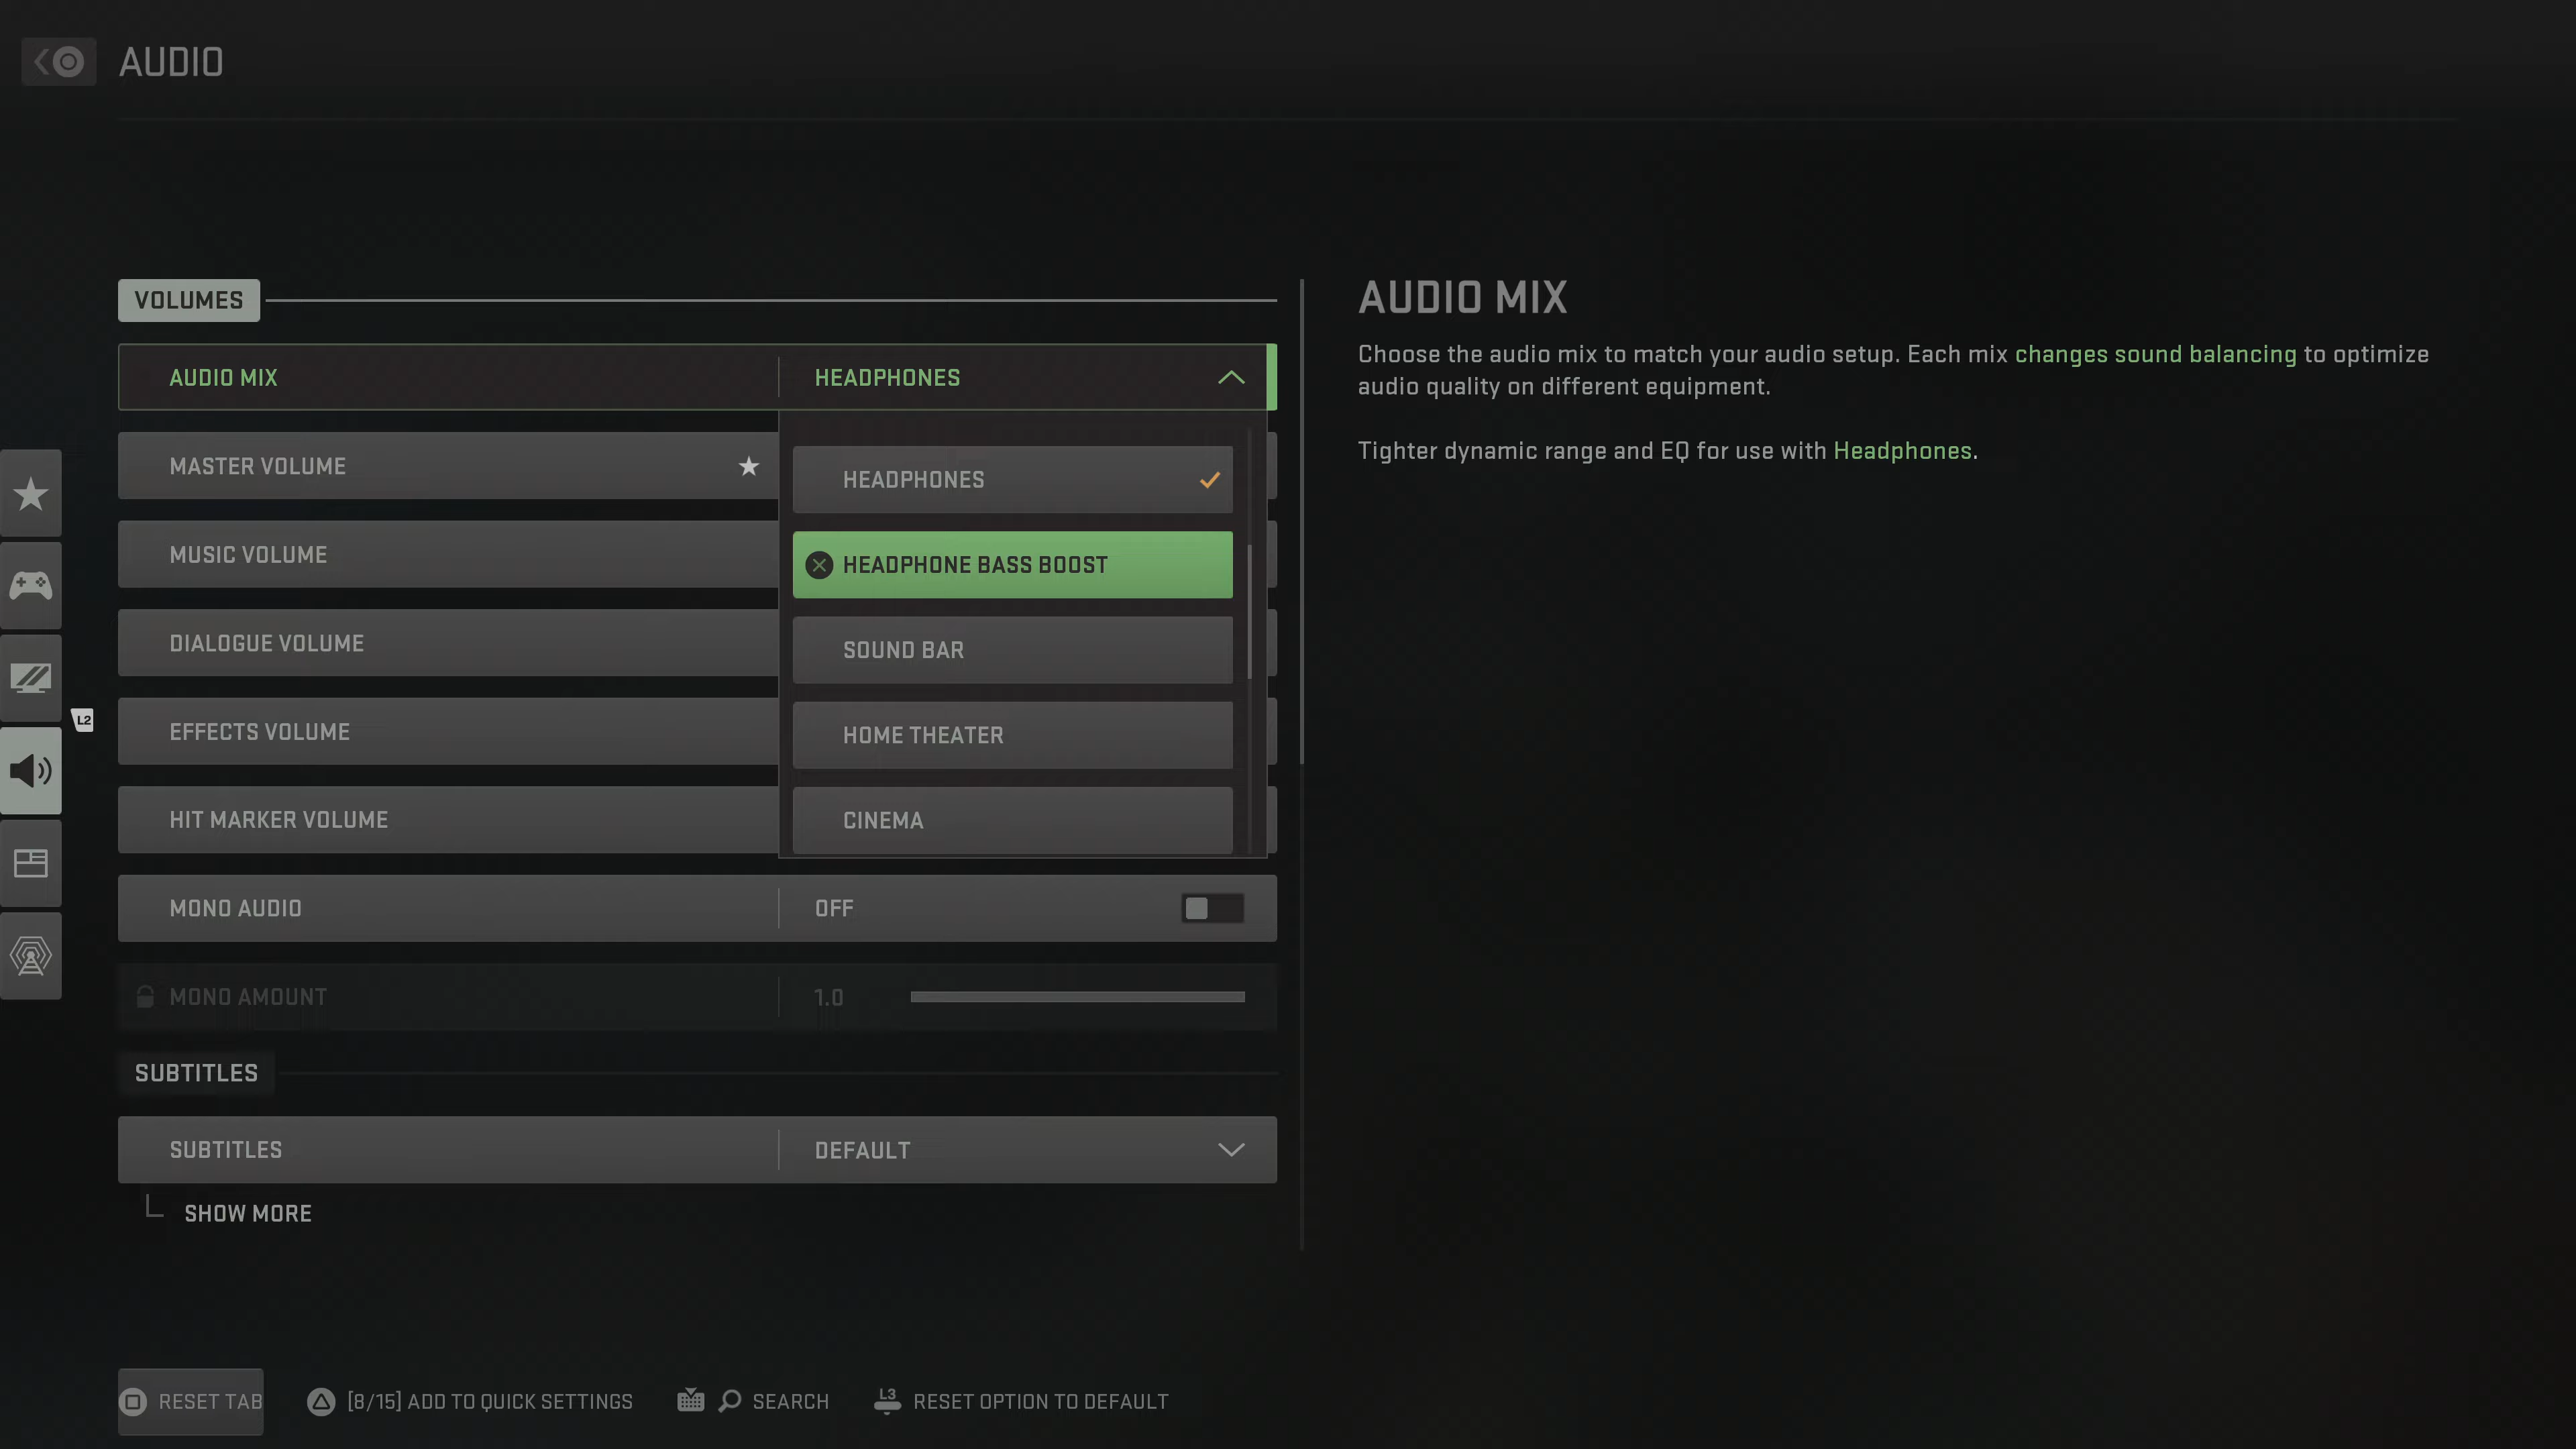 AUDIO
VOLUMES
AUDIO MIX
HEADPHONES
MASTER VOLUME
MUSIC VOLUME
DIALOGUE VOLUME
EFFECTS VOLUME
HIT MARKER VOLUME
HEADPHONES
HEADPHONE BASS BOOST
SOUND BAR
HOME THEATER
CINEMA
L2
MONO AUDIO
OFF
MONO AMOUNT
1.0
SUBTITLES
SUBTITLES
DEFAULT
SHOW MORE
AUDIO MIX
Choose the audio mix to match your audio setup. Each mix changes sound balancing to optimize
audio quality on different equipment.
Tighter dynamic range and EQ for use with Headphones.
RESET TAB
[8/15] ADD TO QUICK SETTINGS
SEARCH
L3
RESET OPTION TO DEFAULT